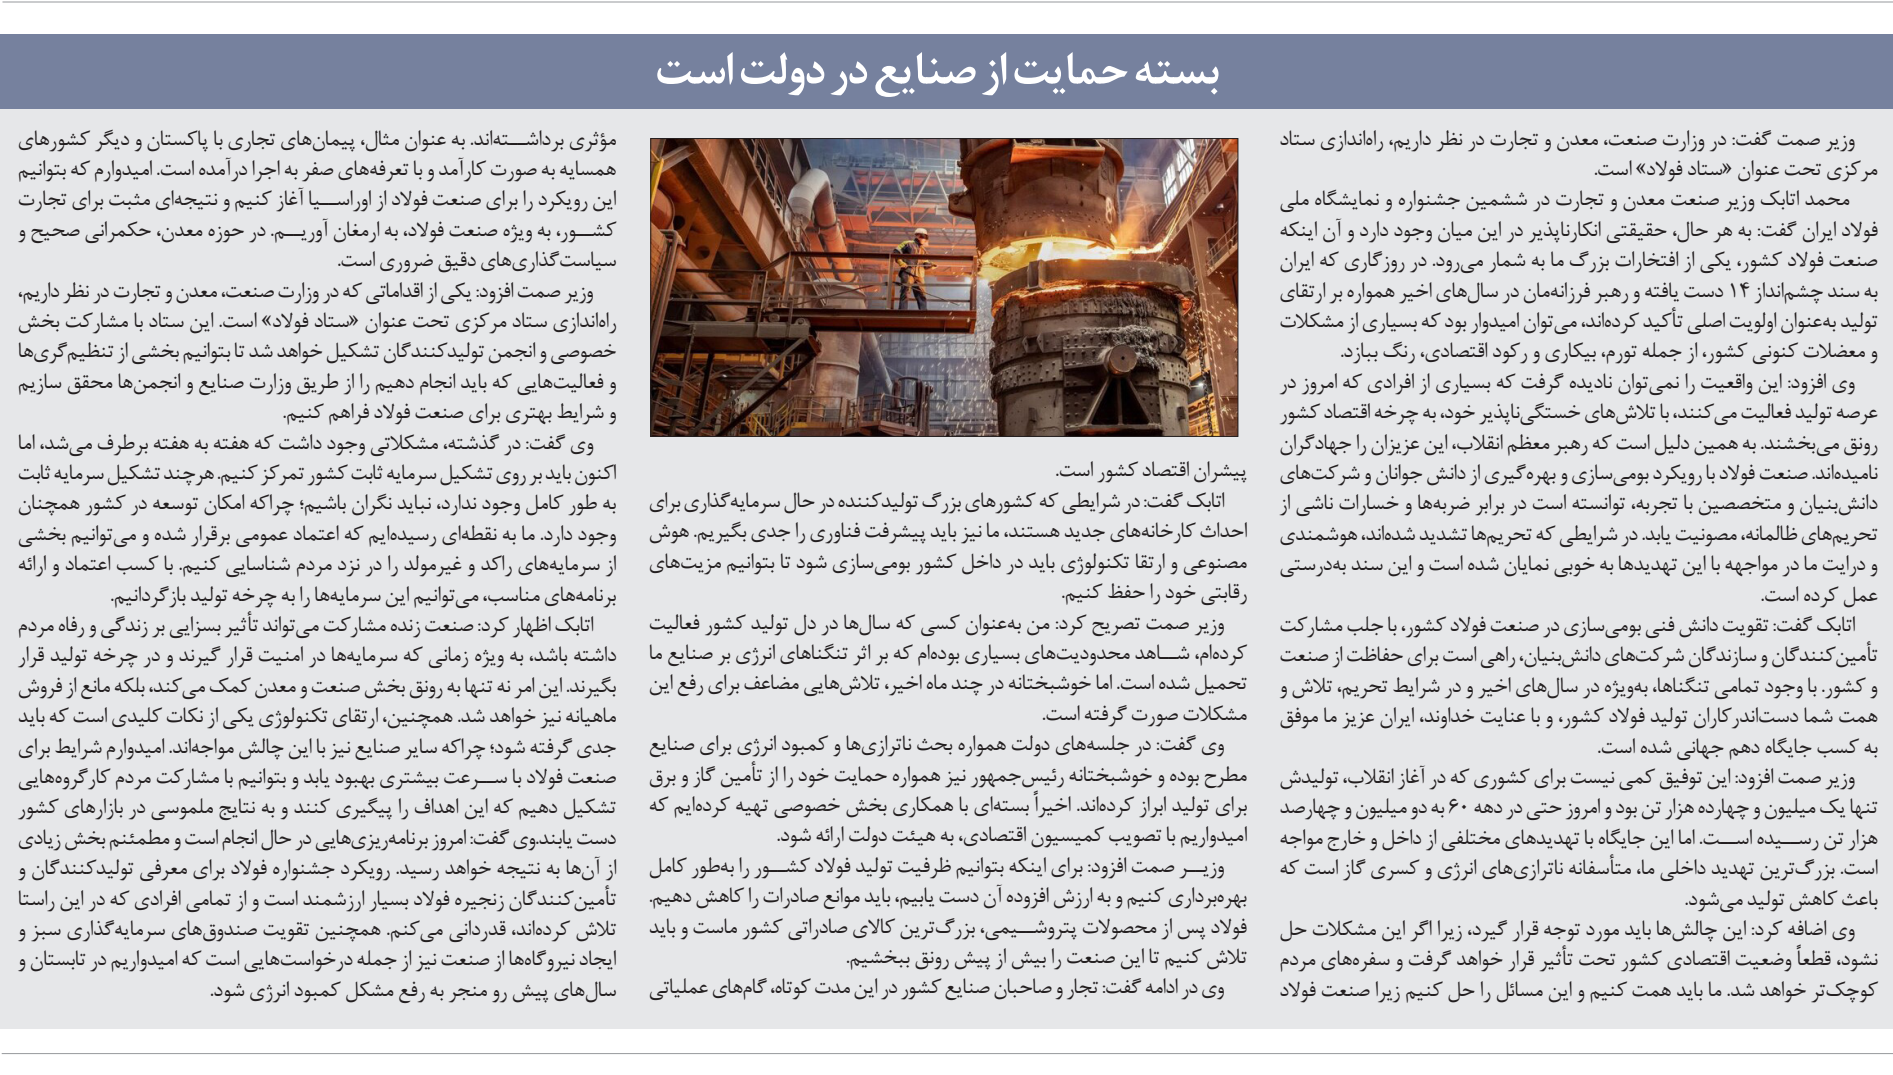 بسته حمایت از صنایع در دولت است
وزیر صمت گفت: در وزارت صنعت، معدن و تجارت در نظر داریم، راه‌اندازی ستاد
مرکزی تحت عنوان «ستاد فولاد» است.
محمد اتابک وزیر صنعت معدن و تجارت در ششمین جشنواره و نمایشگاه ملی
فولاد ایران گفت: به هر حال، حقیقتی انکارناپذیر در این میان وجود دارد و آن اینکه
صنعت فولاد کشور، یکی از افتخارات بزرگ ما به شمار می‌رود. در روزگاری که ایران
به سند چشم‌انداز ۱۴ دست یافته و رهبر فرزانه‌مان در سال‌های اخیر همواره بر ارتقای
تولید به‌عنوان اولویت اصلی تأکید کرده‌اند، می‌توان امیدوار بود که بسیاری از مشکلات
و معضلات کنونی کشور، از جمله تورم، بیکاری و رکود اقتصادی، رنگ ببازد.
وی افزود: این واقعیت را نمی‌توان نادیده گرفت که بسیاری از افرادی که امروز در
عرصه تولید فعالیت می‌کنند، با تلاش‌های خستگی‌ناپذیر خود، به چرخه اقتصاد کشور
رونق می‌بخشند. به همین دلیل است که رهبر معظم انقلاب، این عزیزان را جهادگران
نامیده‌اند. صنعت فولاد با رویکرد بومی‌سازی و بهره‌گیری از دانش جوانان و شرکت‌های
دانش‌بنیان و متخصصین با تجربه، توانسته است در برابر ضربه‌ها و خسارات ناشی از
تحریم‌های ظالمانه، مصونیت یابد. در شرایطی که تحریم‌ها تشدید شده‌اند، هوشمندی
و درایت ما در مواجهه با این تهدیدها به خوبی نمایان شده است و این سند به‌درستی
عمل کرده است.
اتابک گفت: تقویت دانش فنی بومی‌سازی در صنعت فولاد کشور، با جلب مشارکت
تأمین‌کنندگان و سازندگان شرکت‌های دانش‌بنیان، راهی است برای حفاظت از صنعت
و کشور. با وجود تمامی تنگناها، به‌ویژه در سال‌های اخیر و در شرایط تحریم، تلاش و
همت شما دست‌اندرکاران تولید فولاد کشور، و با عنایت خداوند، ایران عزیز ما موفق
به کسب جایگاه دهم جهانی شده است.
وزیر صمت افزود: این توفیق کمی نیست برای کشوری که در آغاز انقلاب، تولیدش
تنها یک میلیون و چهارده هزار تن بود و امروز حتی در دهه ۶۰ به دو میلیون و چهارصد
هزار تن رسیده است. اما این جایگاه با تهدیدهای مختلفی از داخل و خارج مواجه
است. بزرگ‌ترین تهدید داخلی ما، متأسفانه ناترازی‌های انرژی و کسری گاز است که
باعث کاهش تولید می‌شود.
وی اضافه کرد: این چالش‌ها باید مورد توجه قرار گیرد، زیرا اگر این مشکلات حل
نشود، قطعاً وضعیت اقتصادی کشور تحت تأثیر قرار خواهد گرفت و سفره‌های مردم
کوچک‌تر خواهد شد. ما باید همت کنیم و این مسائل را حل کنیم زیرا صنعت فولاد
پیشران اقتصاد کشور است.
اتابک گفت: در شرایطی که کشورهای بزرگ تولیدکننده در حال سرمایه‌گذاری برای
احداث کارخانه‌های جدید هستند، ما نیز باید پیشرفت فناوری را جدی بگیریم. هوش
مصنوعی و ارتقا تکنولوژی باید در داخل کشور بومی‌سازی شود تا بتوانیم مزیت‌های
رقابتی خود را حفظ کنیم.
وزیر صمت تصریح کرد: من به‌عنوان کسی که سال‌ها در دل تولید کشور فعالیت
کرده‌ام، شاهد محدودیت‌های بسیاری بوده‌ام که بر اثر تنگناهای انرژی بر صنایع ما
تحمیل شده است. اما خوشبختانه در چند ماه اخیر، تلاش‌هایی مضاعف برای رفع این
مشکلات صورت گرفته است.
وی گفت: در جلسه‌های دولت همواره بحث ناترازی‌ها و کمبود انرژی برای صنایع
مطرح بوده و خوشبختانه رئیس‌جمهور نیز همواره حمایت خود را از تأمین گاز و برق
برای تولید ابراز کرده‌اند. اخیراً بسته‌ای با همکاری بخش خصوصی تهیه کرده‌ایم که
امیدواریم با تصویب کمیسیون اقتصادی، به هیئت دولت ارائه شود.
وزیر صمت افزود: برای اینکه بتوانیم ظرفیت تولید فولاد کشور را به‌طور کامل
بهره‌برداری کنیم و به ارزش افزوده آن دست یابیم، باید موانع صادرات را کاهش دهیم.
فولاد پس از محصولات پتروشیمی، بزرگ‌ترین کالای صادراتی کشور ماست و باید
تلاش کنیم تا این صنعت را بیش از پیش رونق ببخشیم.
وی در ادامه گفت: تجار و صاحبان صنایع کشور در این مدت کوتاه، گام‌های عملیاتی
مؤثری برداشته‌اند. به عنوان مثال، پیمان‌های تجاری با پاکستان و دیگر کشورهای
همسایه به صورت کارآمد و با تعرفه‌های صفر به اجرا درآمده است. امیدوارم که بتوانیم
این رویکرد را برای صنعت فولاد از اوراسیا آغاز کنیم و نتیجه‌ای مثبت برای تجارت
کشور، به ویژه صنعت فولاد، به ارمغان آوریم. در حوزه معدن، حکمرانی صحیح و
سیاست‌گذاری‌های دقیق ضروری است.
وزیر صمت افزود: یکی از اقداماتی که در وزارت صنعت، معدن و تجارت در نظر داریم،
راه‌اندازی ستاد مرکزی تحت عنوان «ستاد فولاد» است. این ستاد با مشارکت بخش
خصوصی و انجمن تولیدکنندگان تشکیل خواهد شد تا بتوانیم بخشی از تنظیم‌گری‌ها
و فعالیت‌هایی که باید انجام دهیم را از طریق وزارت صنایع و انجمن‌ها محقق سازیم
و شرایط بهتری برای صنعت فولاد فراهم کنیم.
وی گفت: در گذشته، مشکلاتی وجود داشت که هفته به هفته برطرف می‌شد، اما
اکنون باید بر روی تشکیل سرمایه ثابت کشور تمرکز کنیم. هرچند تشکیل سرمایه ثابت
به طور کامل وجود ندارد، نباید نگران باشیم؛ چراکه امکان توسعه در کشور همچنان
وجود دارد. ما به نقطه‌ای رسیده‌ایم که اعتماد عمومی برقرار شده و می‌توانیم بخشی
از سرمایه‌های راکد و غیرمولد را در نزد مردم شناسایی کنیم. با کسب اعتماد و ارائه
برنامه‌های مناسب، می‌توانیم این سرمایه‌ها را به چرخه تولید بازگردانیم.
اتابک اظهار کرد: صنعت زنده مشارکت می‌تواند تأثیر بسزایی بر زندگی و رفاه مردم
داشته باشد، به ویژه زمانی که سرمایه‌ها در امنیت قرار گیرند و در چرخه تولید قرار
بگیرند. این امر نه تنها به رونق بخش صنعت و معدن کمک می‌کند، بلکه مانع از فروش
ماهیانه نیز خواهد شد. همچنین، ارتقای تکنولوژی یکی از نکات کلیدی است که باید
جدی گرفته شود؛ چراکه سایر صنایع نیز با این چالش مواجه‌اند. امیدوارم شرایط برای
صنعت فولاد با سرعت بیشتری بهبود یابد و بتوانیم با مشارکت مردم کارگروه‌هایی
تشکیل دهیم که این اهداف را پیگیری کنند و به نتایج ملموسی در بازارهای کشور
دست یابند.وی گفت: امروز برنامه‌ریزی‌هایی در حال انجام است و مطمئنم بخش زیادی
از آن‌ها به نتیجه خواهد رسید. رویکرد جشنواره فولاد برای معرفی تولیدکنندگان و
تأمین‌کنندگان زنجیره فولاد بسیار ارزشمند است و از تمامی افرادی که در این راستا
تلاش کرده‌اند، قدردانی می‌کنم. همچنین تقویت صندوق‌های سرمایه‌گذاری سبز و
ایجاد نیروگاه‌ها از صنعت نیز از جمله درخواست‌هایی است که امیدواریم در تابستان و
سال‌های پیش رو منجر به رفع مشکل کمبود انرژی شود.